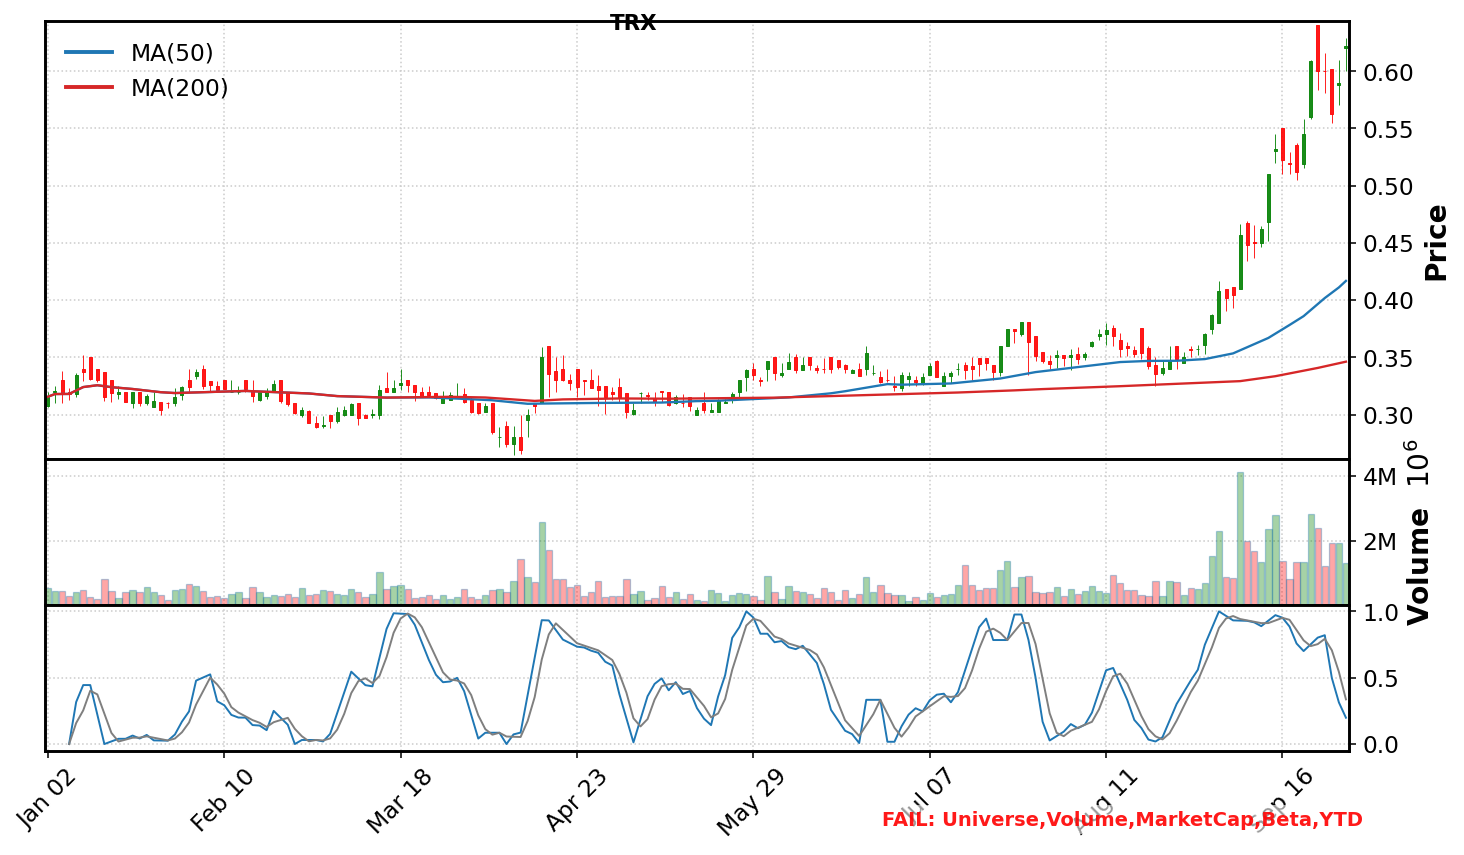 TRX
MA(50)
MA(200)
0.60
0.55
0.50
0.45
0.40
0.35
0.30
Price
4M
2M
Volume 10⁶
1.0
0.5
0.0
Jan 02
Feb 10
Mar 18
Apr 23
May 29
Jul 07
Aug 11
Sep 16
FAIL: Universe,Volume,MarketCap,Beta,YTD